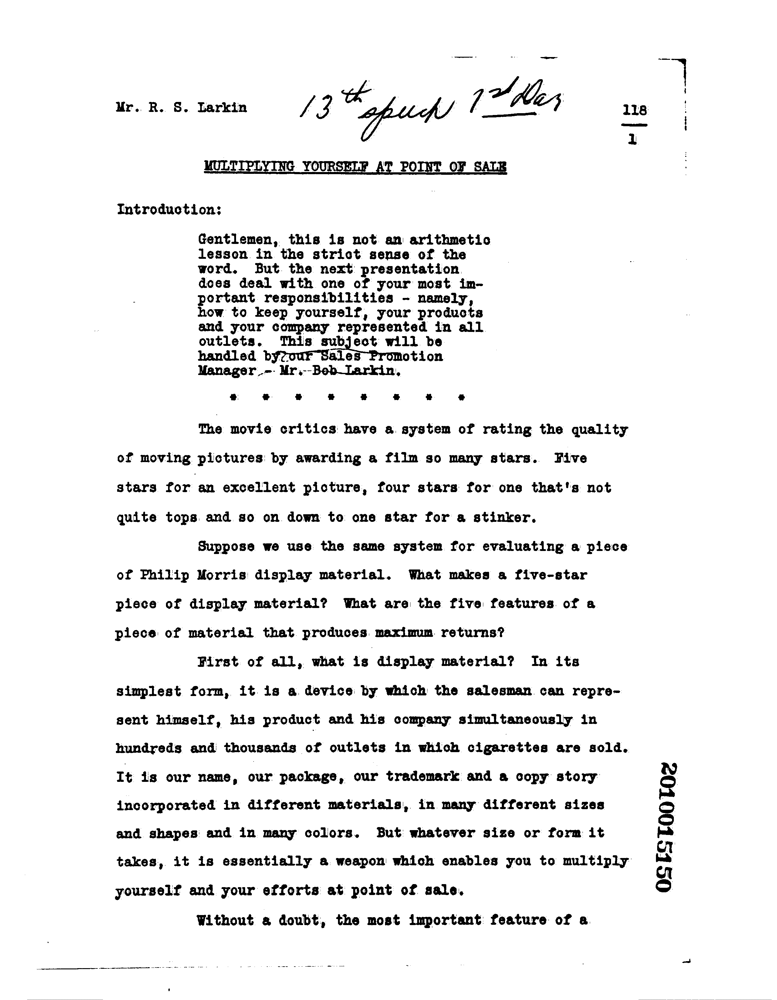 Mr. R. S. Larkin
13th speech 1st Day
118
1
MULTIPLYING YOURSELF AT POINT OF SALE
Introduction:
Gentlemen, this is not an arithmetic
lesson in the strict sense of the
word. But the next presentation
does deal with one of your most im-
portant responsibilities - namely,
how to keep yourself, your products
and your company represented in all
outlets. This subject will be
handled by our Sales Promotion
Manager - Mr. Bob Larkin.
* * * * * * * *
The movie critics have a system of rating the quality
of moving pictures by awarding a film so many stars. Five
stars for an excellent picture, four stars for one that's not
quite tops and so on down to one star for a stinker.
Suppose we use the same system for evaluating a piece
of Philip Morris display material. What makes a five-star
piece of display material? What are the five features of a
piece of material that produces maximum returns?
First of all, what is display material? In its
simplest form, it is a device by which the salesman can repre-
sent himself, his product and his company simultaneously in
hundreds and thousands of outlets in which cigarettes are sold.
It is our name, our package, our trademark and a copy story
incorporated in different materials, in many different sizes
and shapes and in many colors. But whatever size or form it
takes, it is essentially a weapon which enables you to multiply
yourself and your efforts at point of sale.
Without a doubt, the most important feature of a
2010015150